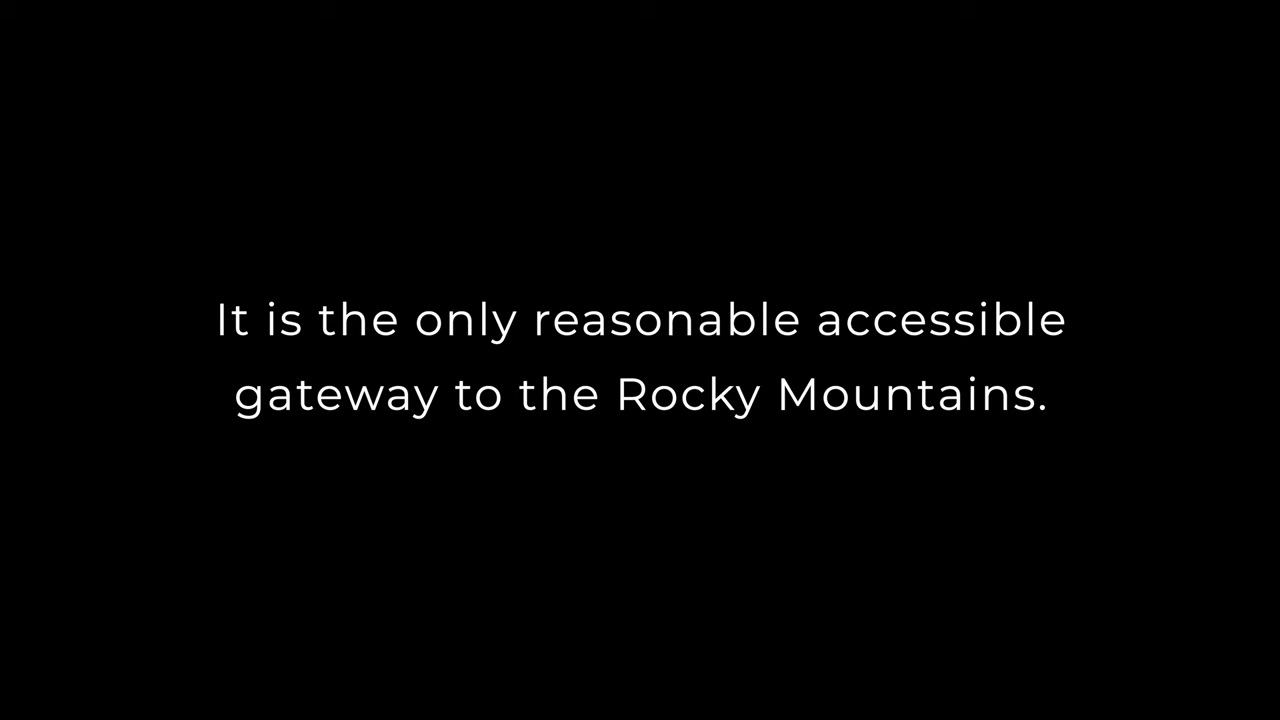 It is the only reasonable accessible
gateway to the Rocky Mountains.